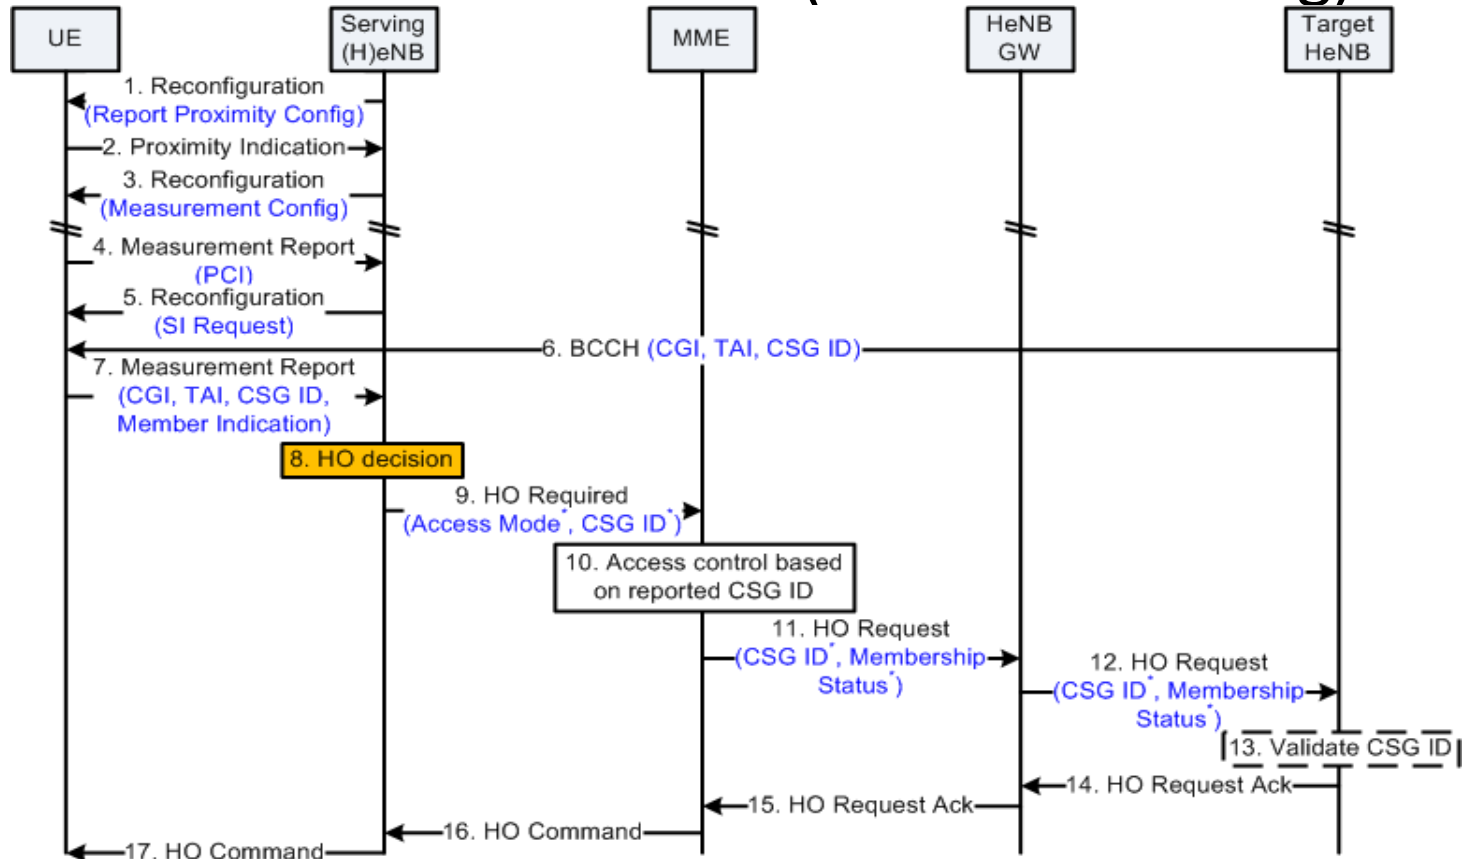 UE
Serving
(H)eNB
MME
HeNB
GW
Target
HeNB
1. Reconfiguration
(Report Proximity Config)
2. Proximity Indication
3. Reconfiguration
(Measurement Config)
4. Measurement Report
(PCI)
5. Reconfiguration
(SI Request)
6. BCCH (CGI, TAI, CSG ID)
7. Measurement Report
(CGI, TAI, CSG ID,
Member Indication)
8. HO decision
9. HO Required
(Access Mode*, CSG ID*)
10. Access control based
on reported CSG ID
11. HO Request
(CSG ID*, Membership
Status*)
12. HO Request
(CSG ID*, Membership
Status*)
13. Validate CSG ID
14. HO Request Ack
15. HO Request Ack
16. HO Command
17. HO Command